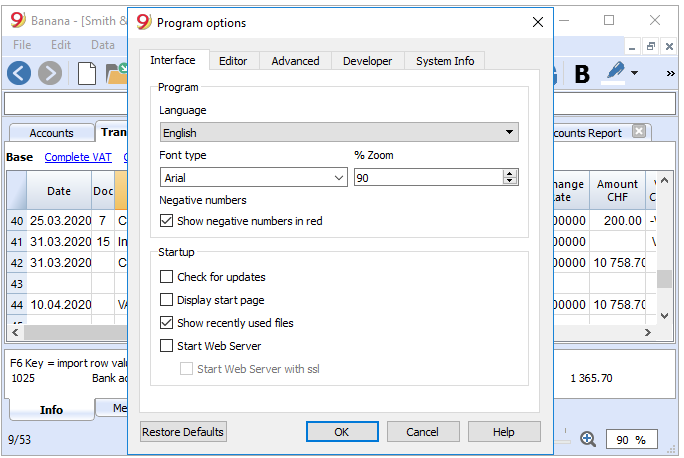 Banana - [Smith &
File Edit Data
B
»
Accounts
Tran
counts Report
Base Complete VAT
Date Doc
hange Amount
ate CHF
40 25.03.2020 7 C 00000 200.00 -V
41 31.03.2020 15 In 00000
42 31.03.2020 C 00000 10 758.70
43
44 10.04.2020 VA 00000 10 758.70
F6 Key = import row valu
1025 Bank ac 1 365.70
Info Me
9/53 90 %
Program options
Interface Editor Advanced Developer System Info
Program
Language
English
Font type % Zoom
Arial 90
Negative numbers
Show negative numbers in red
Startup
Check for updates
Display start page
Show recently used files
Start Web Server
Start Web Server with ssl
Restore Defaults OK Cancel Help